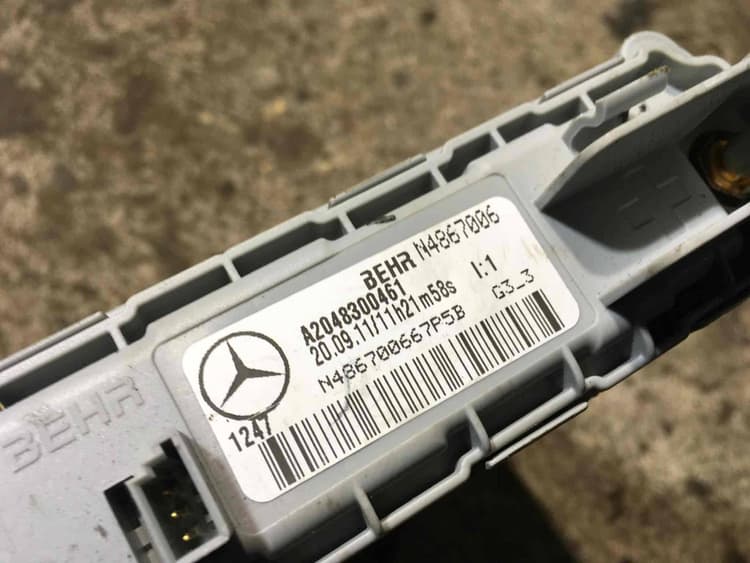 BEHR N4867006
A2048300461
20.09.11/11h21m58s I:1
N486700667P5B G3_3
1247
BEHR